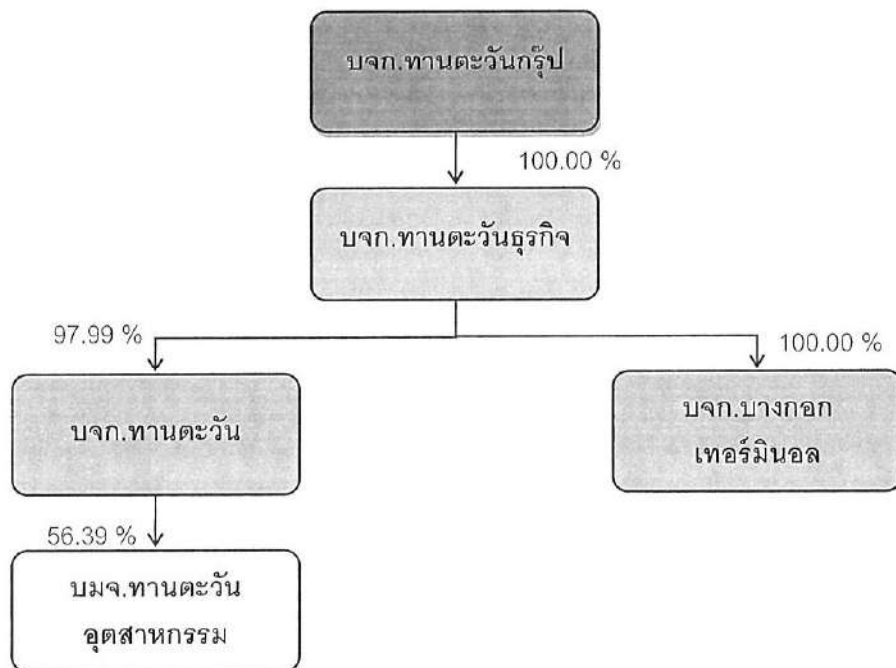 บจก.ทานตะวันกรุ๊ป
100.00 %
บจก.ทานตะวันธุรกิจ
97.99 %
100.00 %
บจก.ทานตะวัน
บจก.บางกอก
เทอร์มินอล
56.39 %
บมจ.ทานตะวัน
อุตสาหกรรม